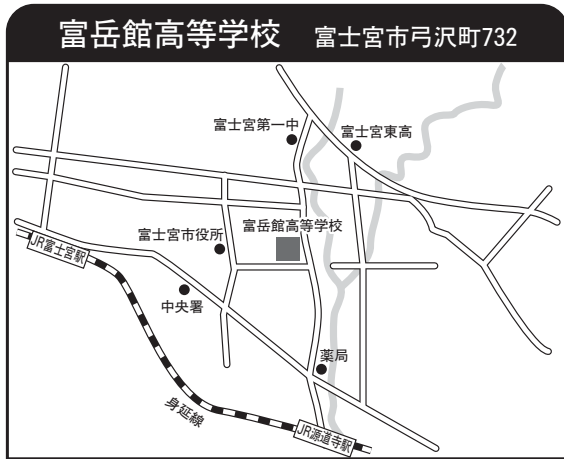 富岳館高等学校 富士宮市弓沢町732
富士宮第一中
富士宮東高
富士宮市役所
富岳館高等学校
JR富士宮駅
中央署
薬局
身延線
JR源道寺駅